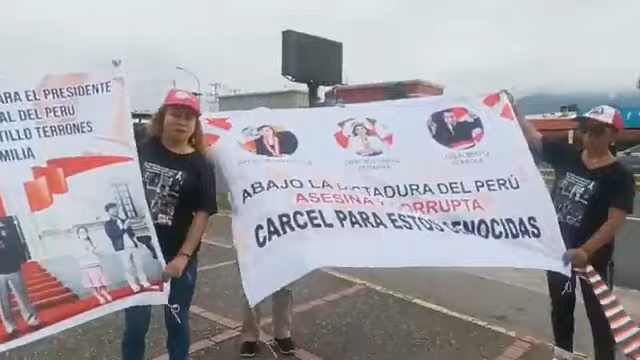 ARA EL PRESIDENTE
AL DEL PERÚ
TILLO TERRONES
MILIA
ABAJO LA DICTADURA DEL PERÚ
ASESINA Y CORRUPTA
CARCEL PARA ESTOS GENOCIDAS